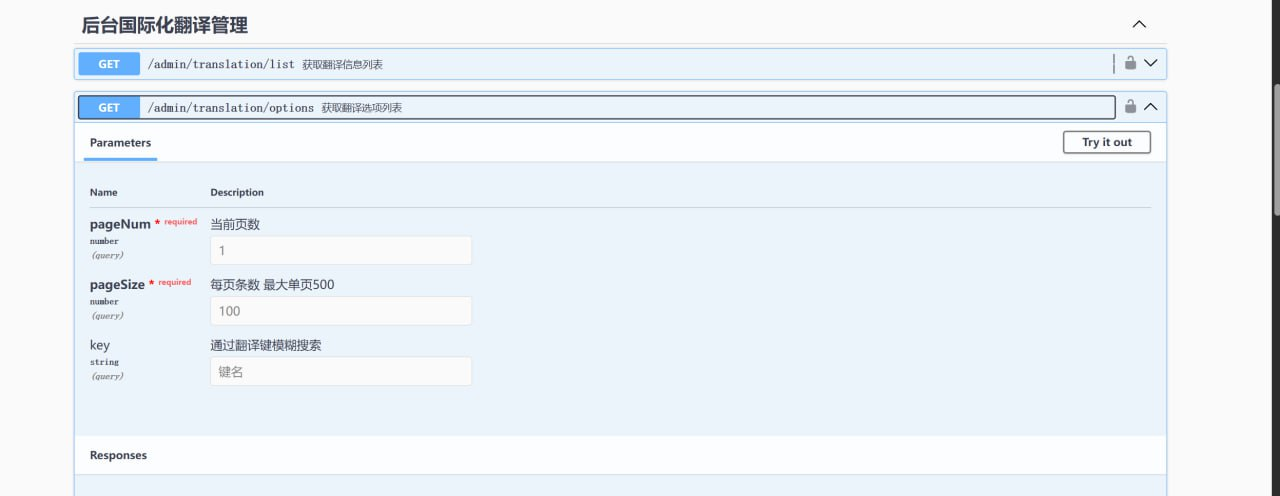 后台国际化翻译管理
GET /admin/translation/list 获取翻译信息列表
GET /admin/translation/options 获取翻译选项列表
Parameters Try it out
Name Description
pageNum * required 当前页数
number
(query) 1
pageSize * required 每页条数 最大单页500
number
(query) 100
key 通过翻译键模糊搜索
string
(query) 键名
Responses